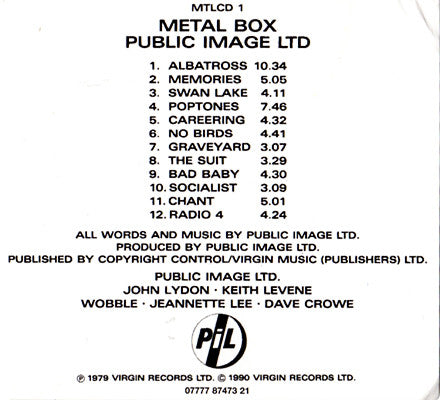 MTLCD 1
METAL BOX
PUBLIC IMAGE LTD
1. ALBATROSS 10.34
2. MEMORIES 5.05
3. SWAN LAKE 4.11
4. POPTONES 7.46
5. CAREERING 4.32
6. NO BIRDS 4.41
7. GRAVEYARD 3.07
8. THE SUIT 3.29
9. BAD BABY 4.30
10. SOCIALIST 3.09
11. CHANT 5.01
12. RADIO 4 4.24
ALL WORDS AND MUSIC BY PUBLIC IMAGE LTD.
PRODUCED BY PUBLIC IMAGE LTD.
PUBLISHED BY COPYRIGHT CONTROL/VIRGIN MUSIC (PUBLISHERS) LTD.
PUBLIC IMAGE LTD.
JOHN LYDON · KEITH LEVENE
WOBBLE · JEANNETTE LEE · DAVE CROWE
PiL
℗ 1979 VIRGIN RECORDS LTD. © 1990 VIRGIN RECORDS LTD.
07777 87473 21